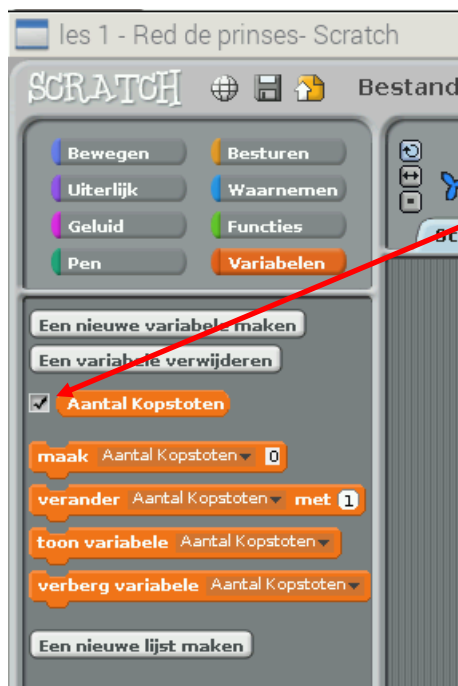 les 1 - Red de prinses- Scratch
SCRATCH Bestand
Bewegen Besturen
Uiterlijk Waarnemen
Geluid Functies
Pen Variabelen
Sc
Een nieuwe variabele maken
Een variabele verwijderen
Aantal Kopstoten
maak Aantal Kopstoten 0
verander Aantal Kopstoten met 1
toon variabele Aantal Kopstoten
verberg variabele Aantal Kopstoten
Een nieuwe lijst maken